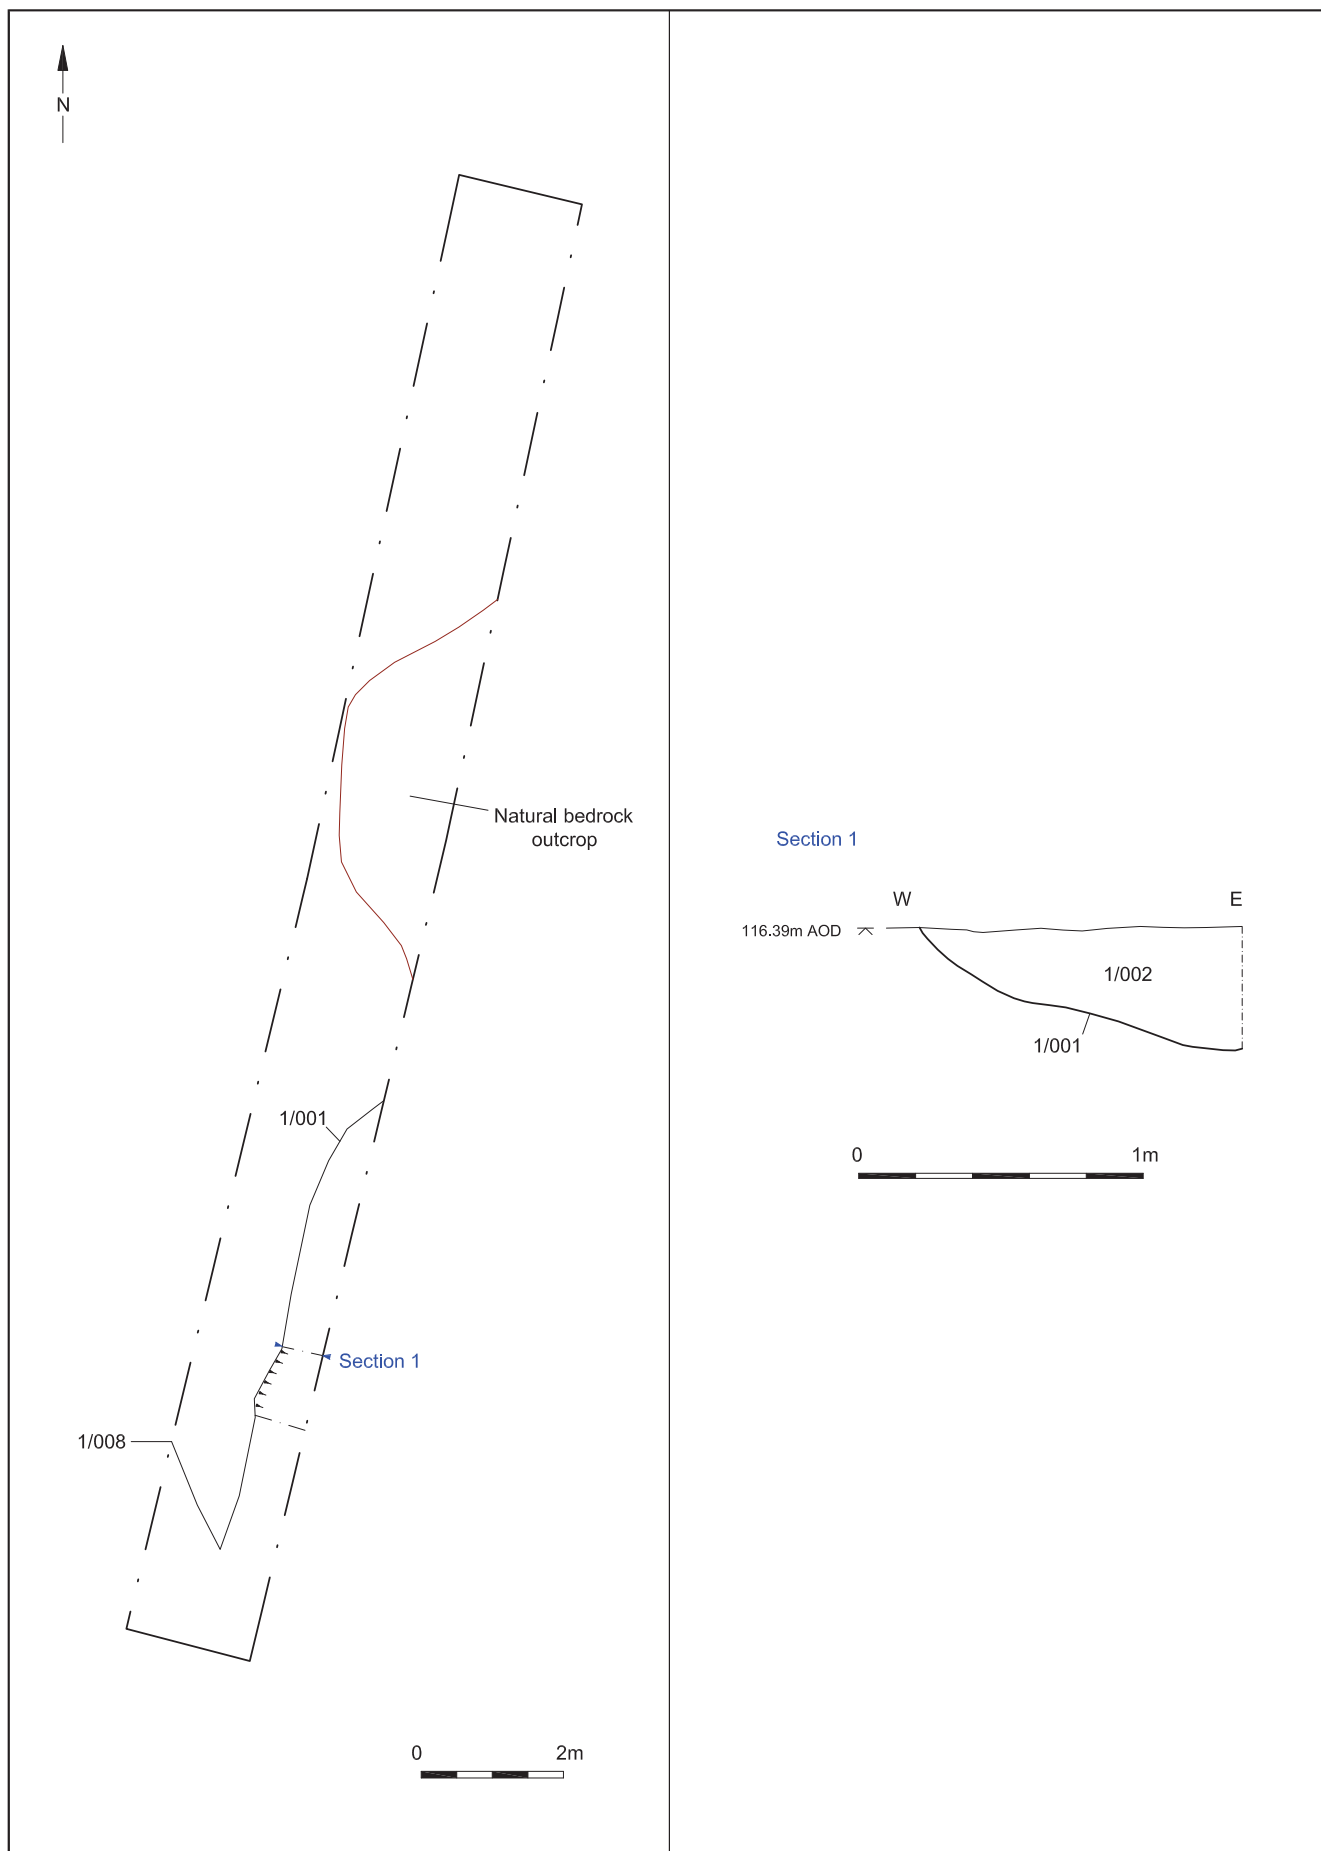 N
Natural bedrock
outcrop
1/001
Section 1
1/008
0 2m
Section 1
W E
116.39m AOD
1/002
1/001
0 1m